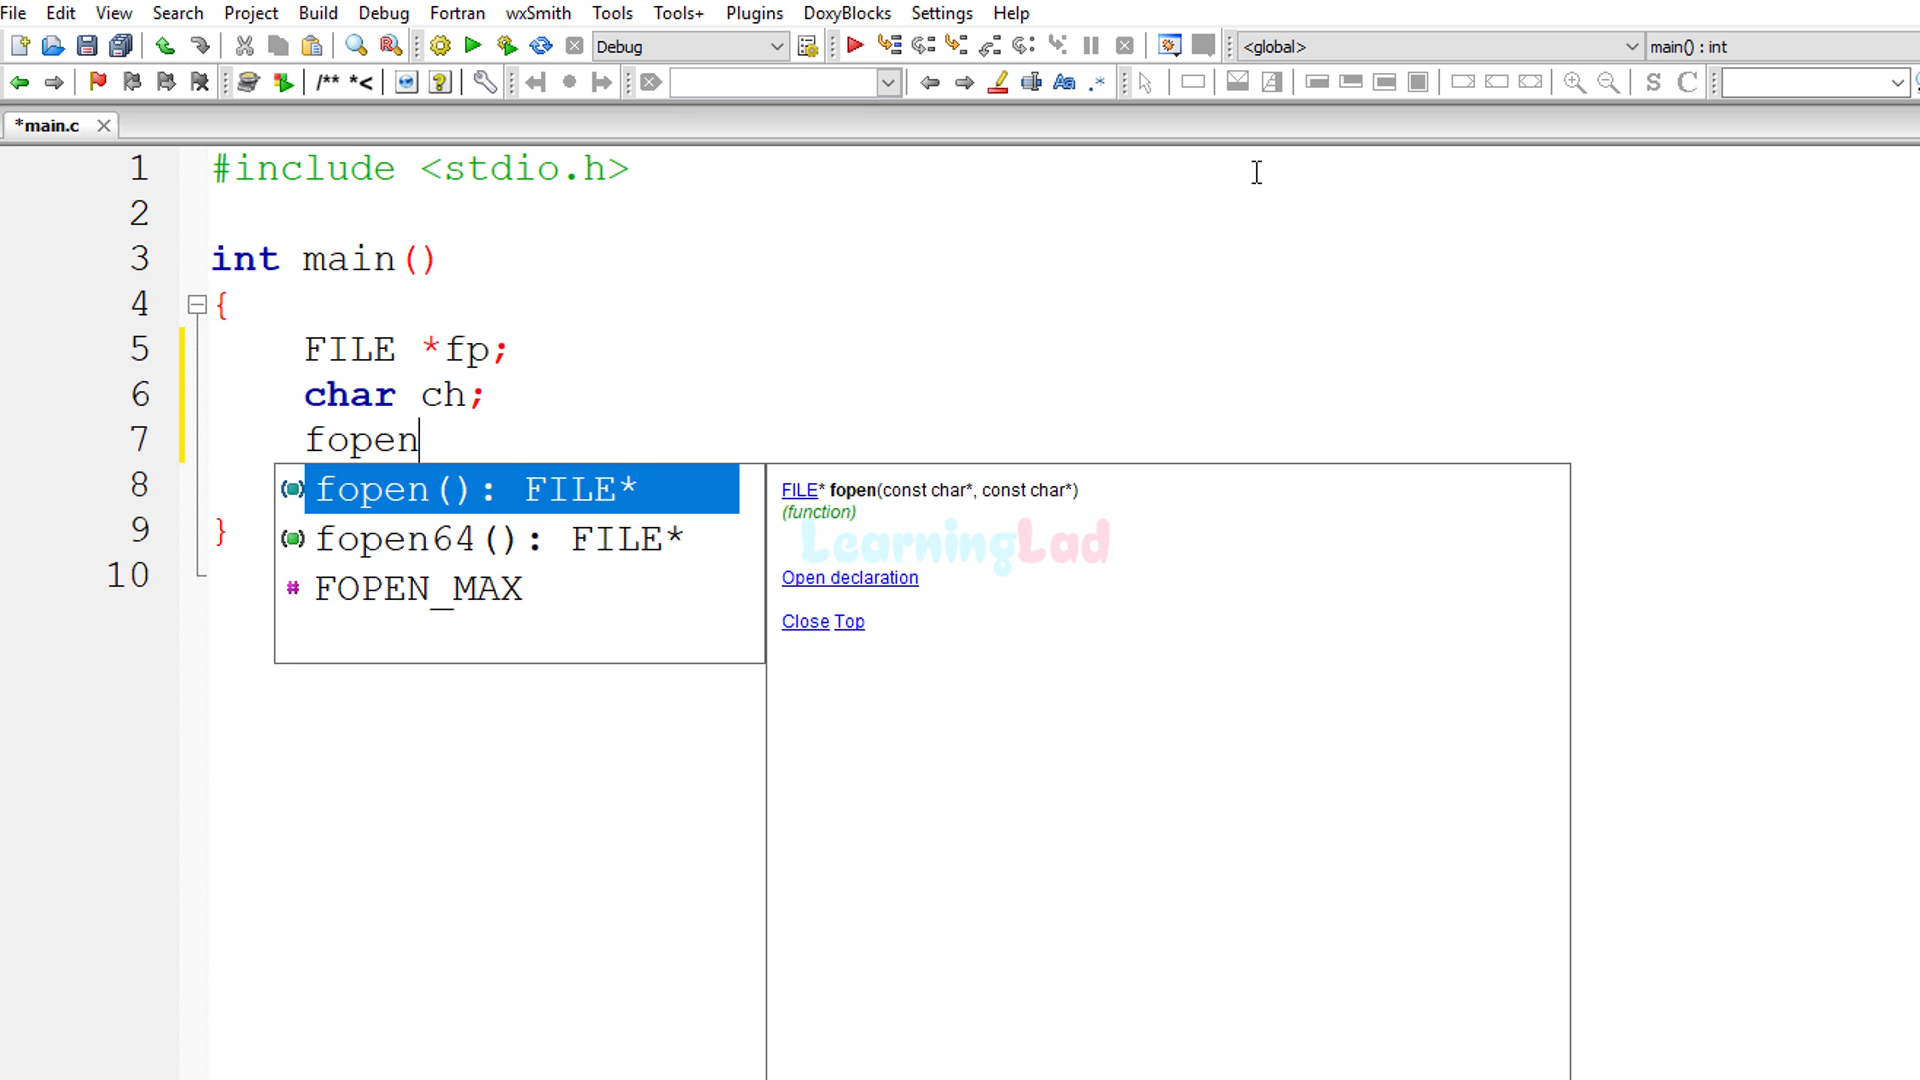 File Edit View Search Project Build Debug Fortran wxSmith Tools Tools+ Plugins DoxyBlocks Settings Help
Debug <global> main() : int
/** *< Aa .* S C
*main.c
1 #include <stdio.h>
2
3 int main()
4 {
5 FILE *fp;
6 char ch;
7 fopen
8
9 }
10
fopen(): FILE*
fopen64(): FILE*
# FOPEN_MAX
FILE* fopen(const char*, const char*)
(function)
LearningLad
Open declaration
Close Top